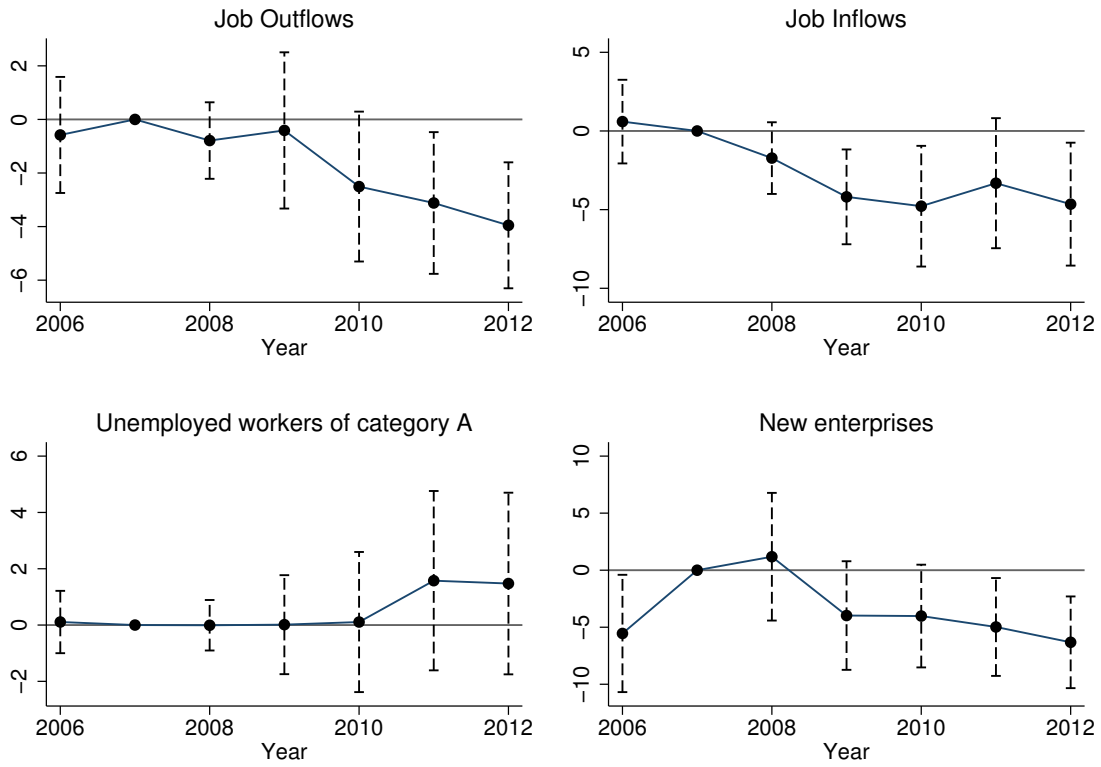 Job Outflows
2
0
−2
−4
−6
2006 2008 2010 2012
Year
Job Inflows
5
0
−5
−10
2006 2008 2010 2012
Year
Unemployed workers of category A
6
4
2
0
−2
2006 2008 2010 2012
Year
New enterprises
10
5
0
−5
−10
2006 2008 2010 2012
Year